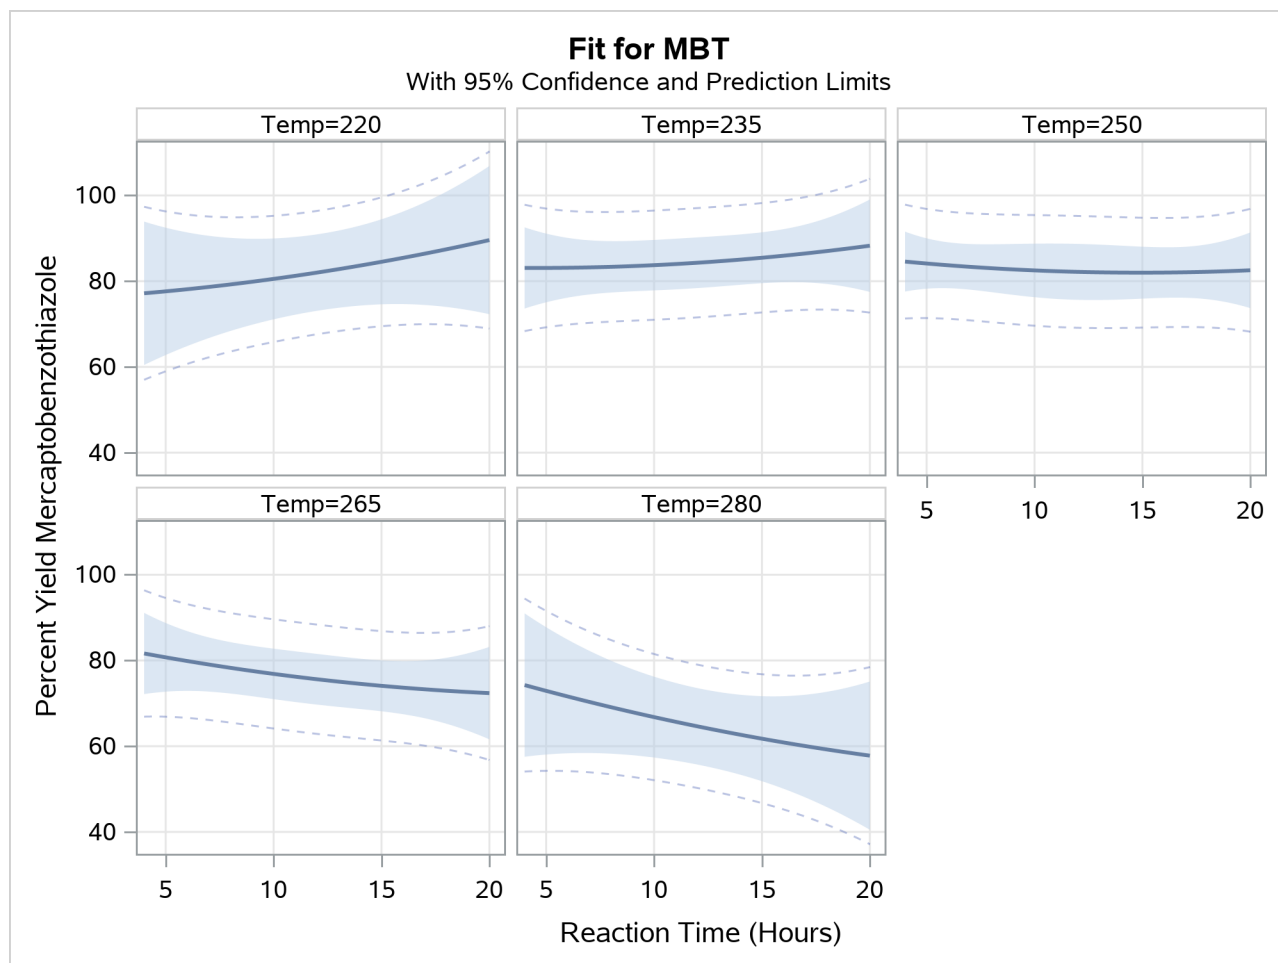 Fit for MBT
With 95% Confidence and Prediction Limits
Temp=220
Temp=235
Temp=250
100
80
60
40
5
10
15
20
Percent Yield Mercaptobenzothiazole
Temp=265
Temp=280
100
80
60
40
5
10
15
20
5
10
15
20
Reaction Time (Hours)